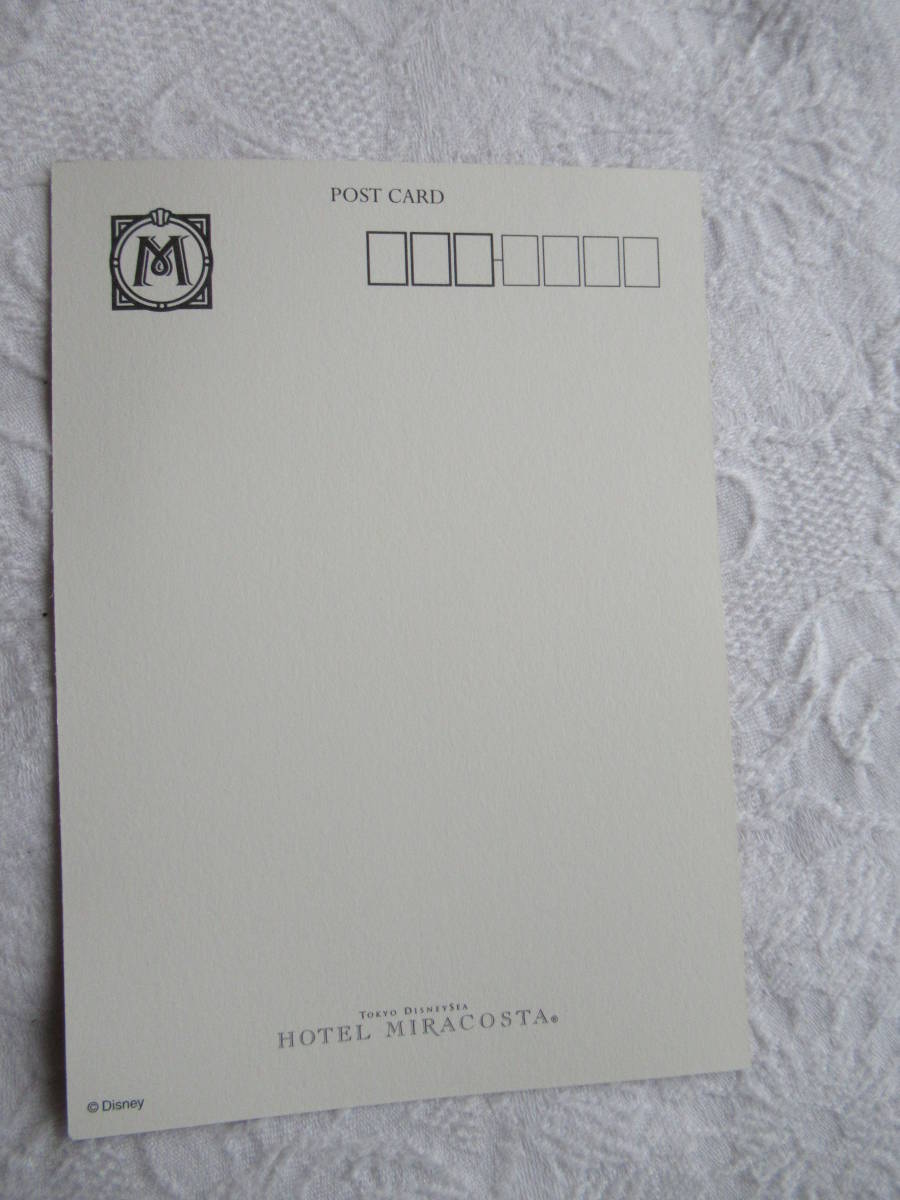 POST CARD
M
TOKYO DISNEYSEA
HOTEL MIRACOSTA®
© Disney